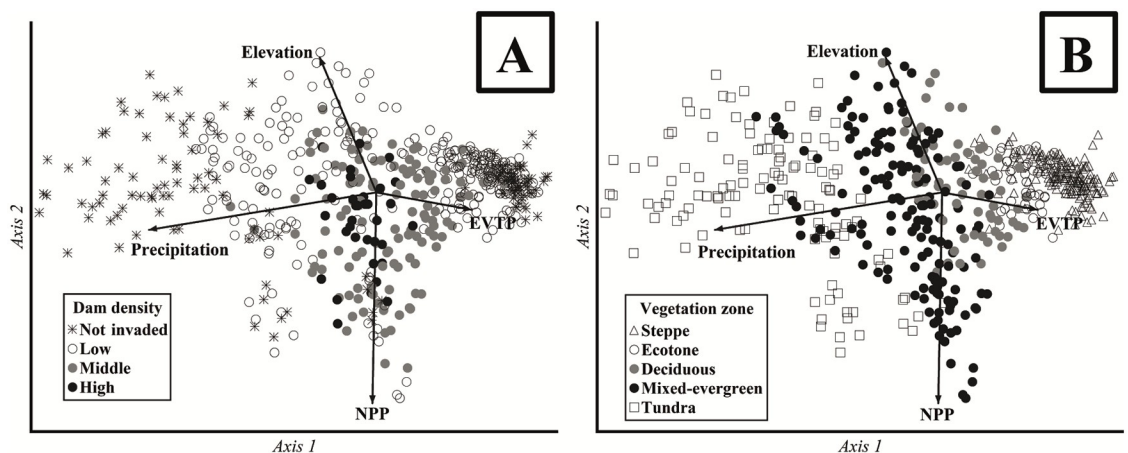 A
Elevation
Axis 2
EVTP
Precipitation
Dam density
Not invaded
Low
Middle
High
NPP
Axis 1
B
Elevation
Axis 2
EVTP
Precipitation
Vegetation zone
Steppe
Ecotone
Deciduous
Mixed-evergreen
Tundra
NPP
Axis 1